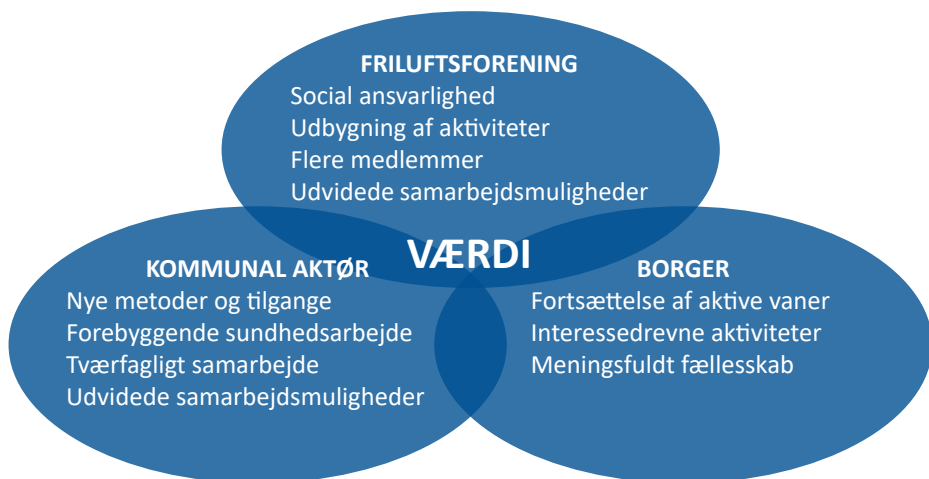 FRILUFTSFORENING
Social ansvarlighed
Udbygning af aktiviteter
Flere medlemmer
Udvidede samarbejdsmuligheder
VÆRDI
KOMMUNAL AKTØR
Nye metoder og tilgange
Forebyggende sundhedsarbejde
Tværfagligt samarbejde
Udvidede samarbejdsmuligheder
BORGER
Fortsættelse af aktive vaner
Interessedrevne aktiviteter
Meningsfuldt fællesskab